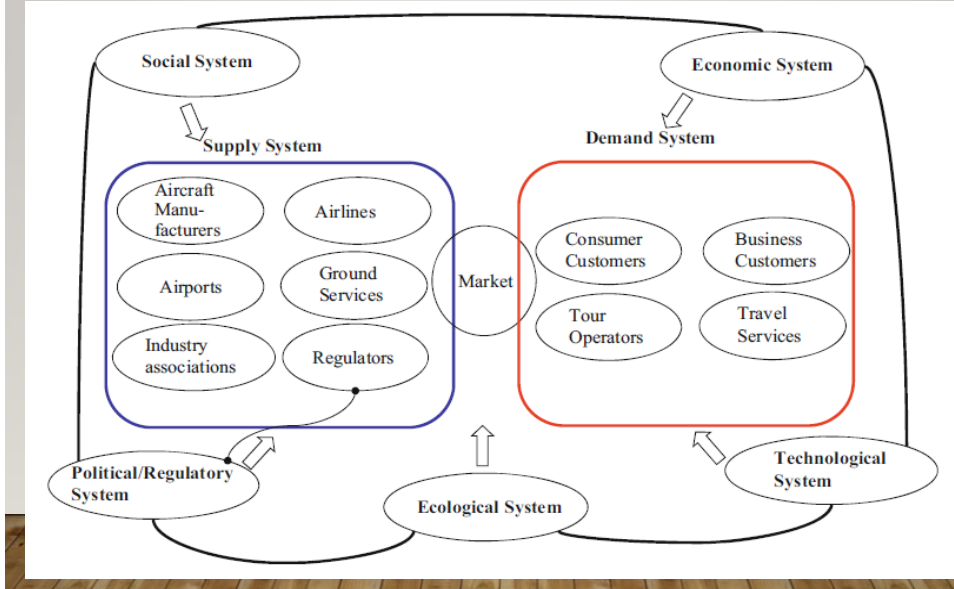 Social System
Economic System
Supply System
Demand System
Aircraft
Manu-
facturers
Airlines
Airports
Ground
Services
Industry
associations
Regulators
Market
Consumer
Customers
Business
Customers
Tour
Operators
Travel
Services
Political/Regulatory
System
Ecological System
Technological
System